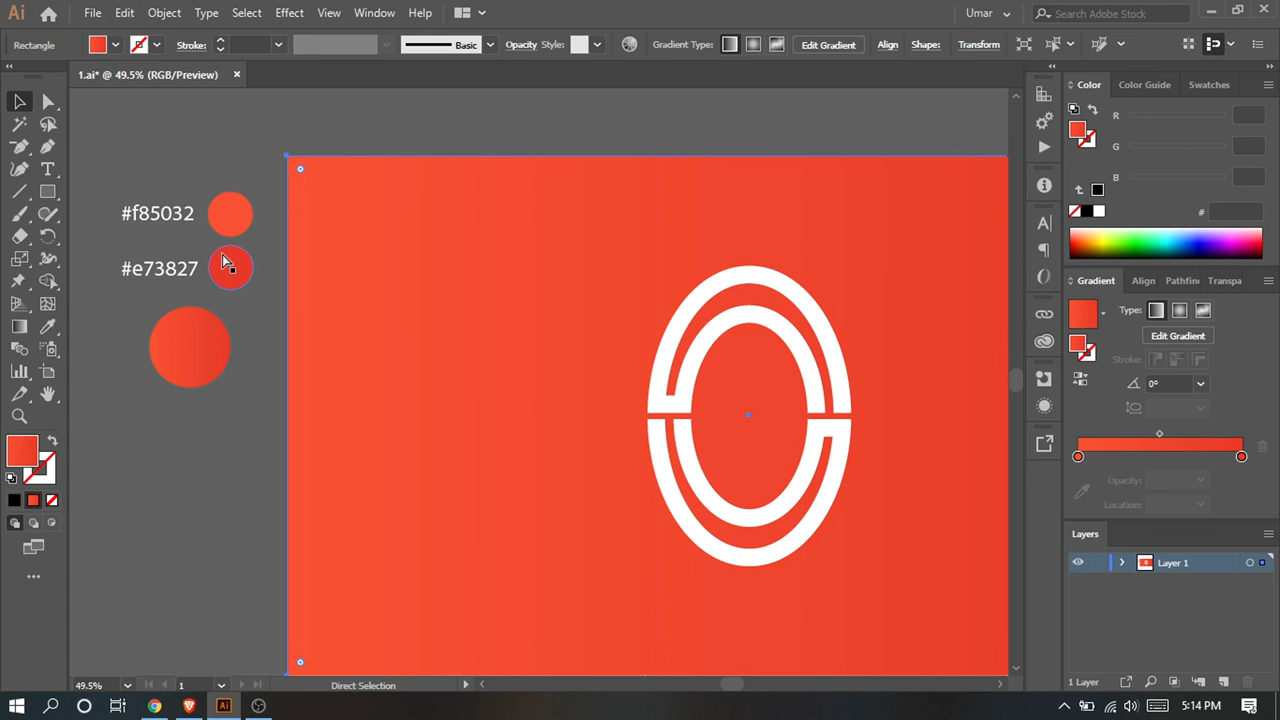 Ai File Edit Object Type Select Effect View Window Help Umar Search Adobe Stock
Rectangle Stroke: Basic Opacity Style: Gradient Type: Edit Gradient Align Shape: Transform
1.ai* @ 49.5% (RGB/Preview) ×
Color Color Guide Swatches
R
G
B
#
#f85032
#e73827
Gradient Align Pathfin Transpa
Type:
Edit Gradient
Stroke:
0°
Opacity:
Location:
Layers
Layer 1
1 Layer
49.5% 1 Direct Selection
Ai 5:14 PM